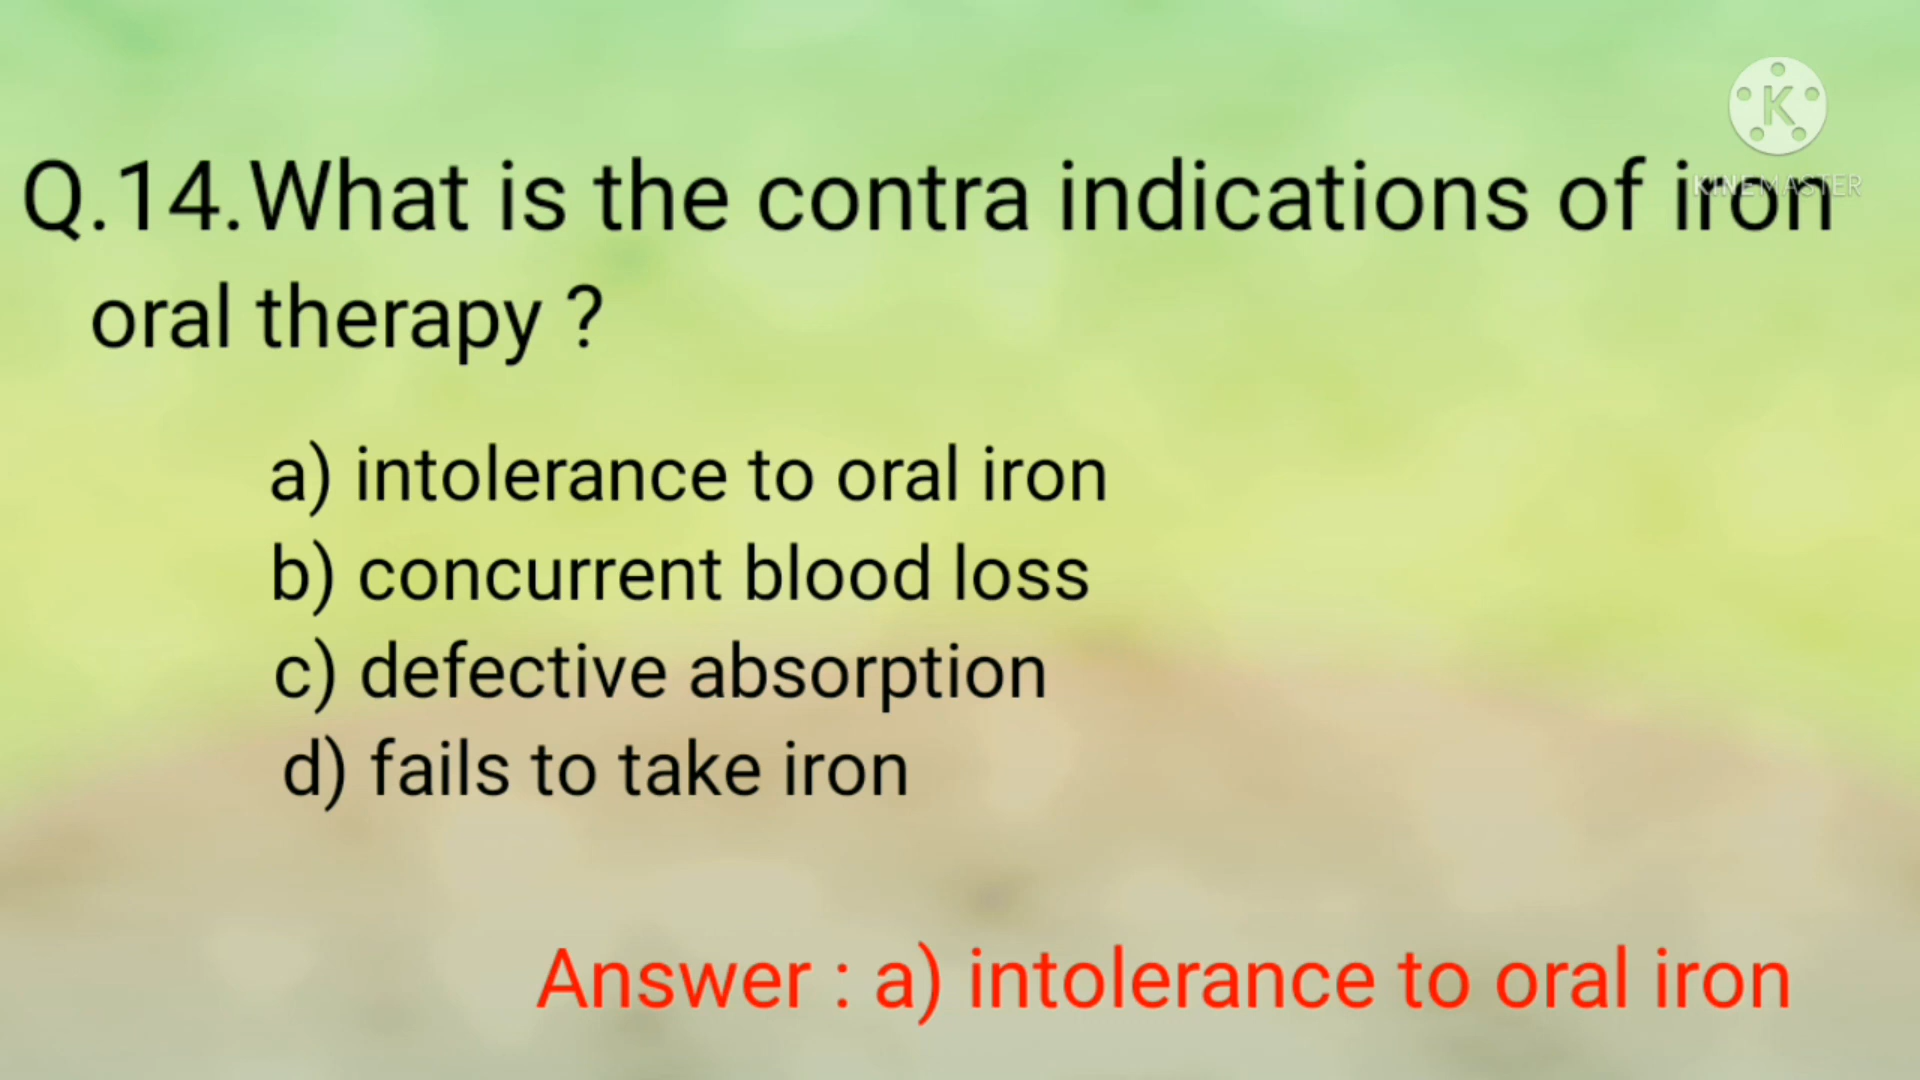 K
KINEMASTER
Q.14.What is the contra indications of iron
oral therapy ?
a) intolerance to oral iron
b) concurrent blood loss
c) defective absorption
d) fails to take iron
Answer : a) intolerance to oral iron